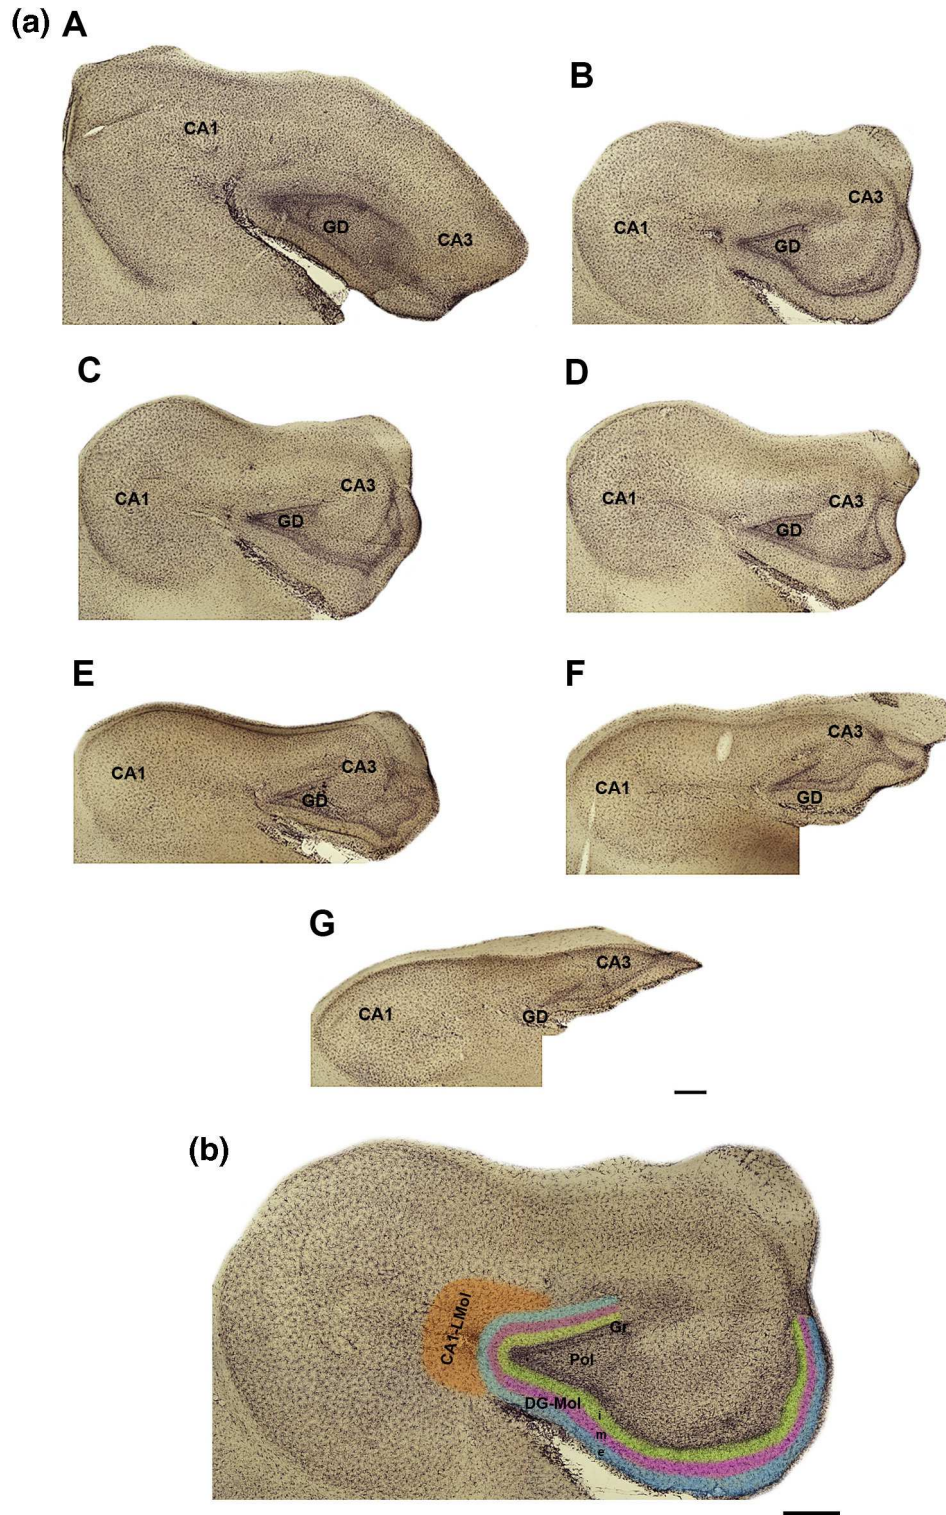 (a) A
B
CA1
CA3
GD
CA3
CA1
GD
C
D
CA1
CA3
GD
CA1
CA3
GD
E
F
CA1
CA3
GD
CA3
CA1
GD
G
CA3
CA1
GD
(b)
CA1-LMol
Gr
Pol
DG-Mol
i
m
e